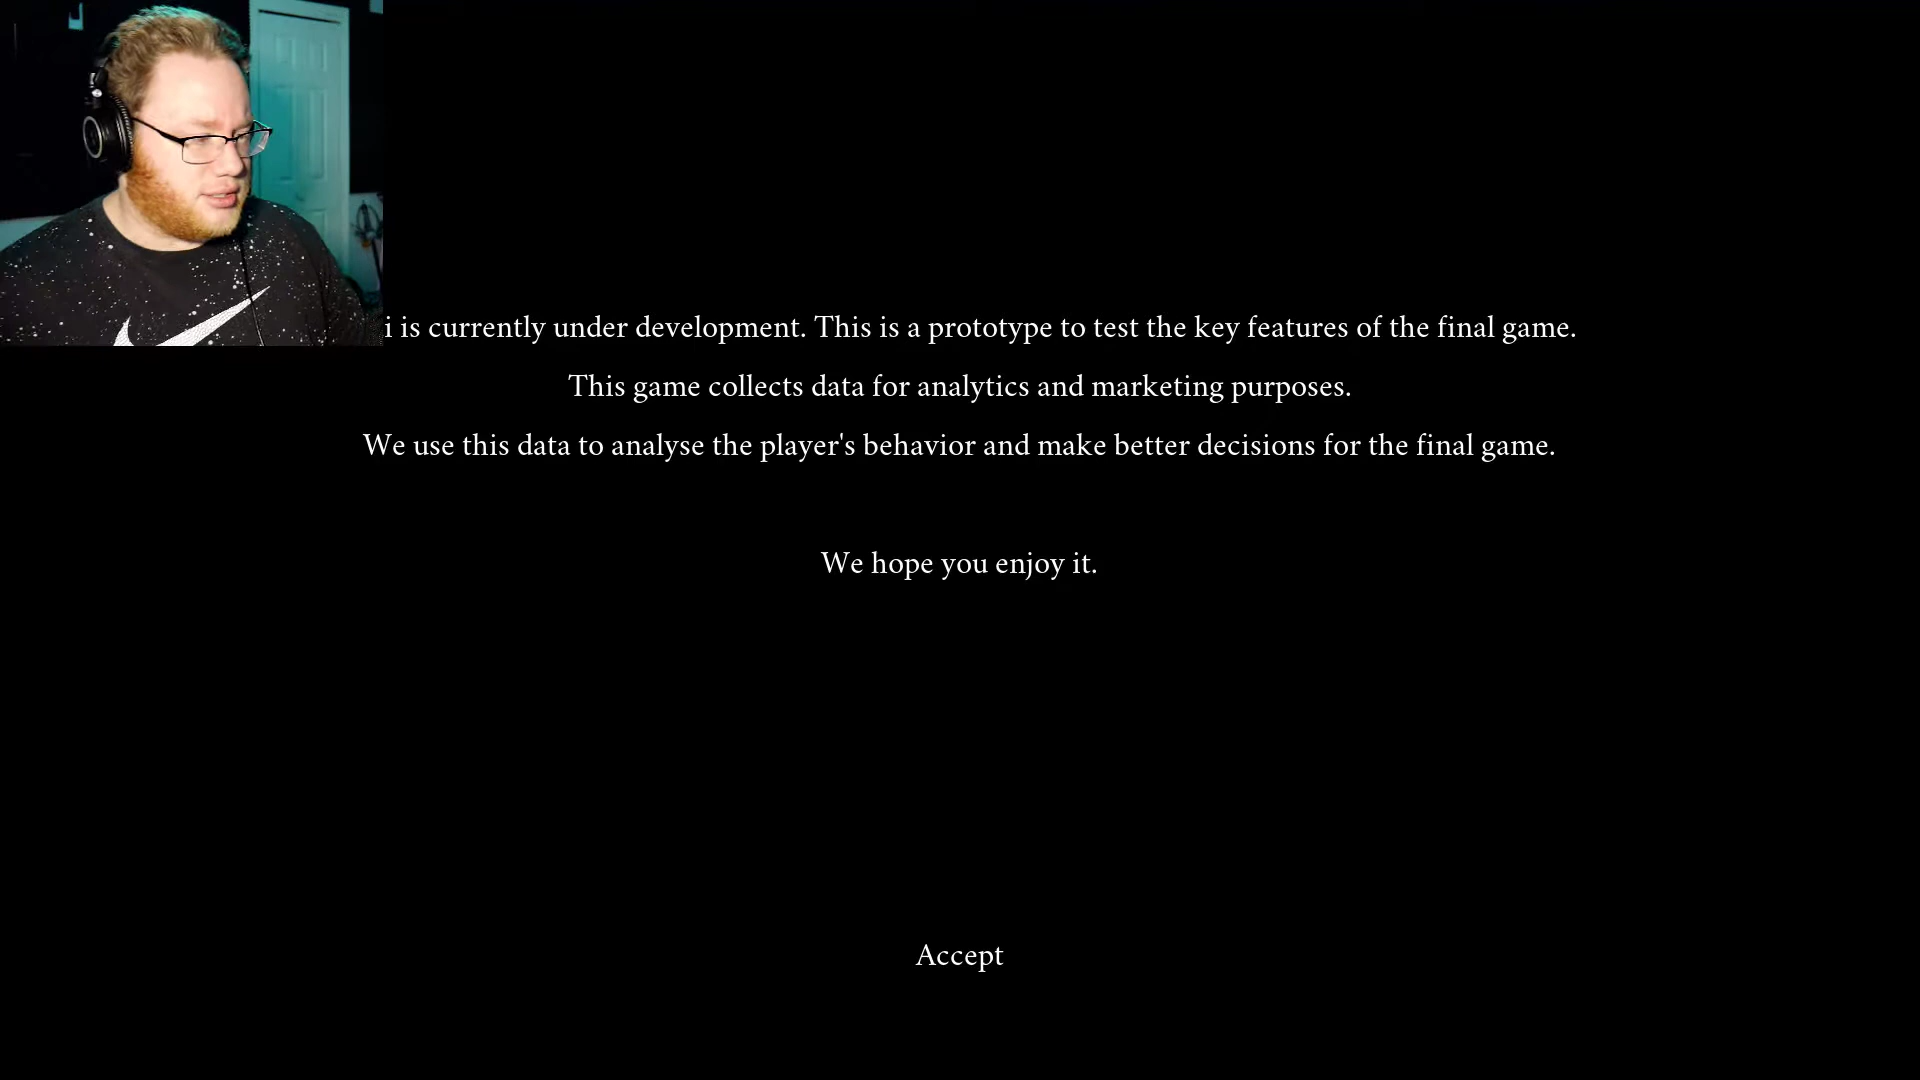 i is currently under development. This is a prototype to test the key features of the final game.
This game collects data for analytics and marketing purposes.
We use this data to analyse the player's behavior and make better decisions for the final game.
We hope you enjoy it.
Accept